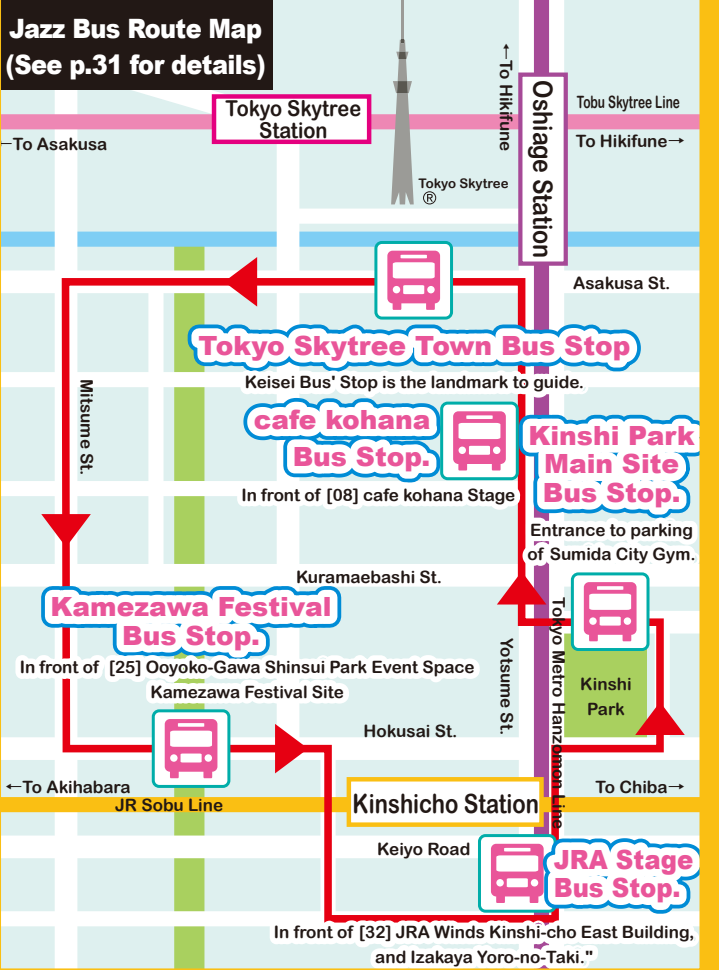 Jazz Bus Route Map
(See p.31 for details)
Tokyo Skytree
Station
←To Hikifune
Oshiage Station
Tobu Skytree Line
←To Asakusa
To Hikifune→
Tokyo Skytree
®
Asakusa St.
Tokyo Skytree Town Bus Stop
Keisei Bus' Stop is the landmark to guide.
Mitsume St.
cafe kohana
Bus Stop.
In front of [08] cafe kohana Stage
Kinshi Park
Main Site
Bus Stop.
Entrance to parking
of Sumida City Gym.
Kuramaebashi St.
Kamezawa Festival
Bus Stop.
In front of [25] Ooyoko-Gawa Shinsui Park Event Space
Kamezawa Festival Site
Yotsume St.
Tokyo Metro Hanzomon Line
Kinshi
Park
Hokusai St.
←To Akihabara
JR Sobu Line
Kinshicho Station
To Chiba→
Keiyo Road
JRA Stage
Bus Stop.
In front of [32] JRA Winds Kinshi-cho East Building,
and Izakaya Yoro-no-Taki."